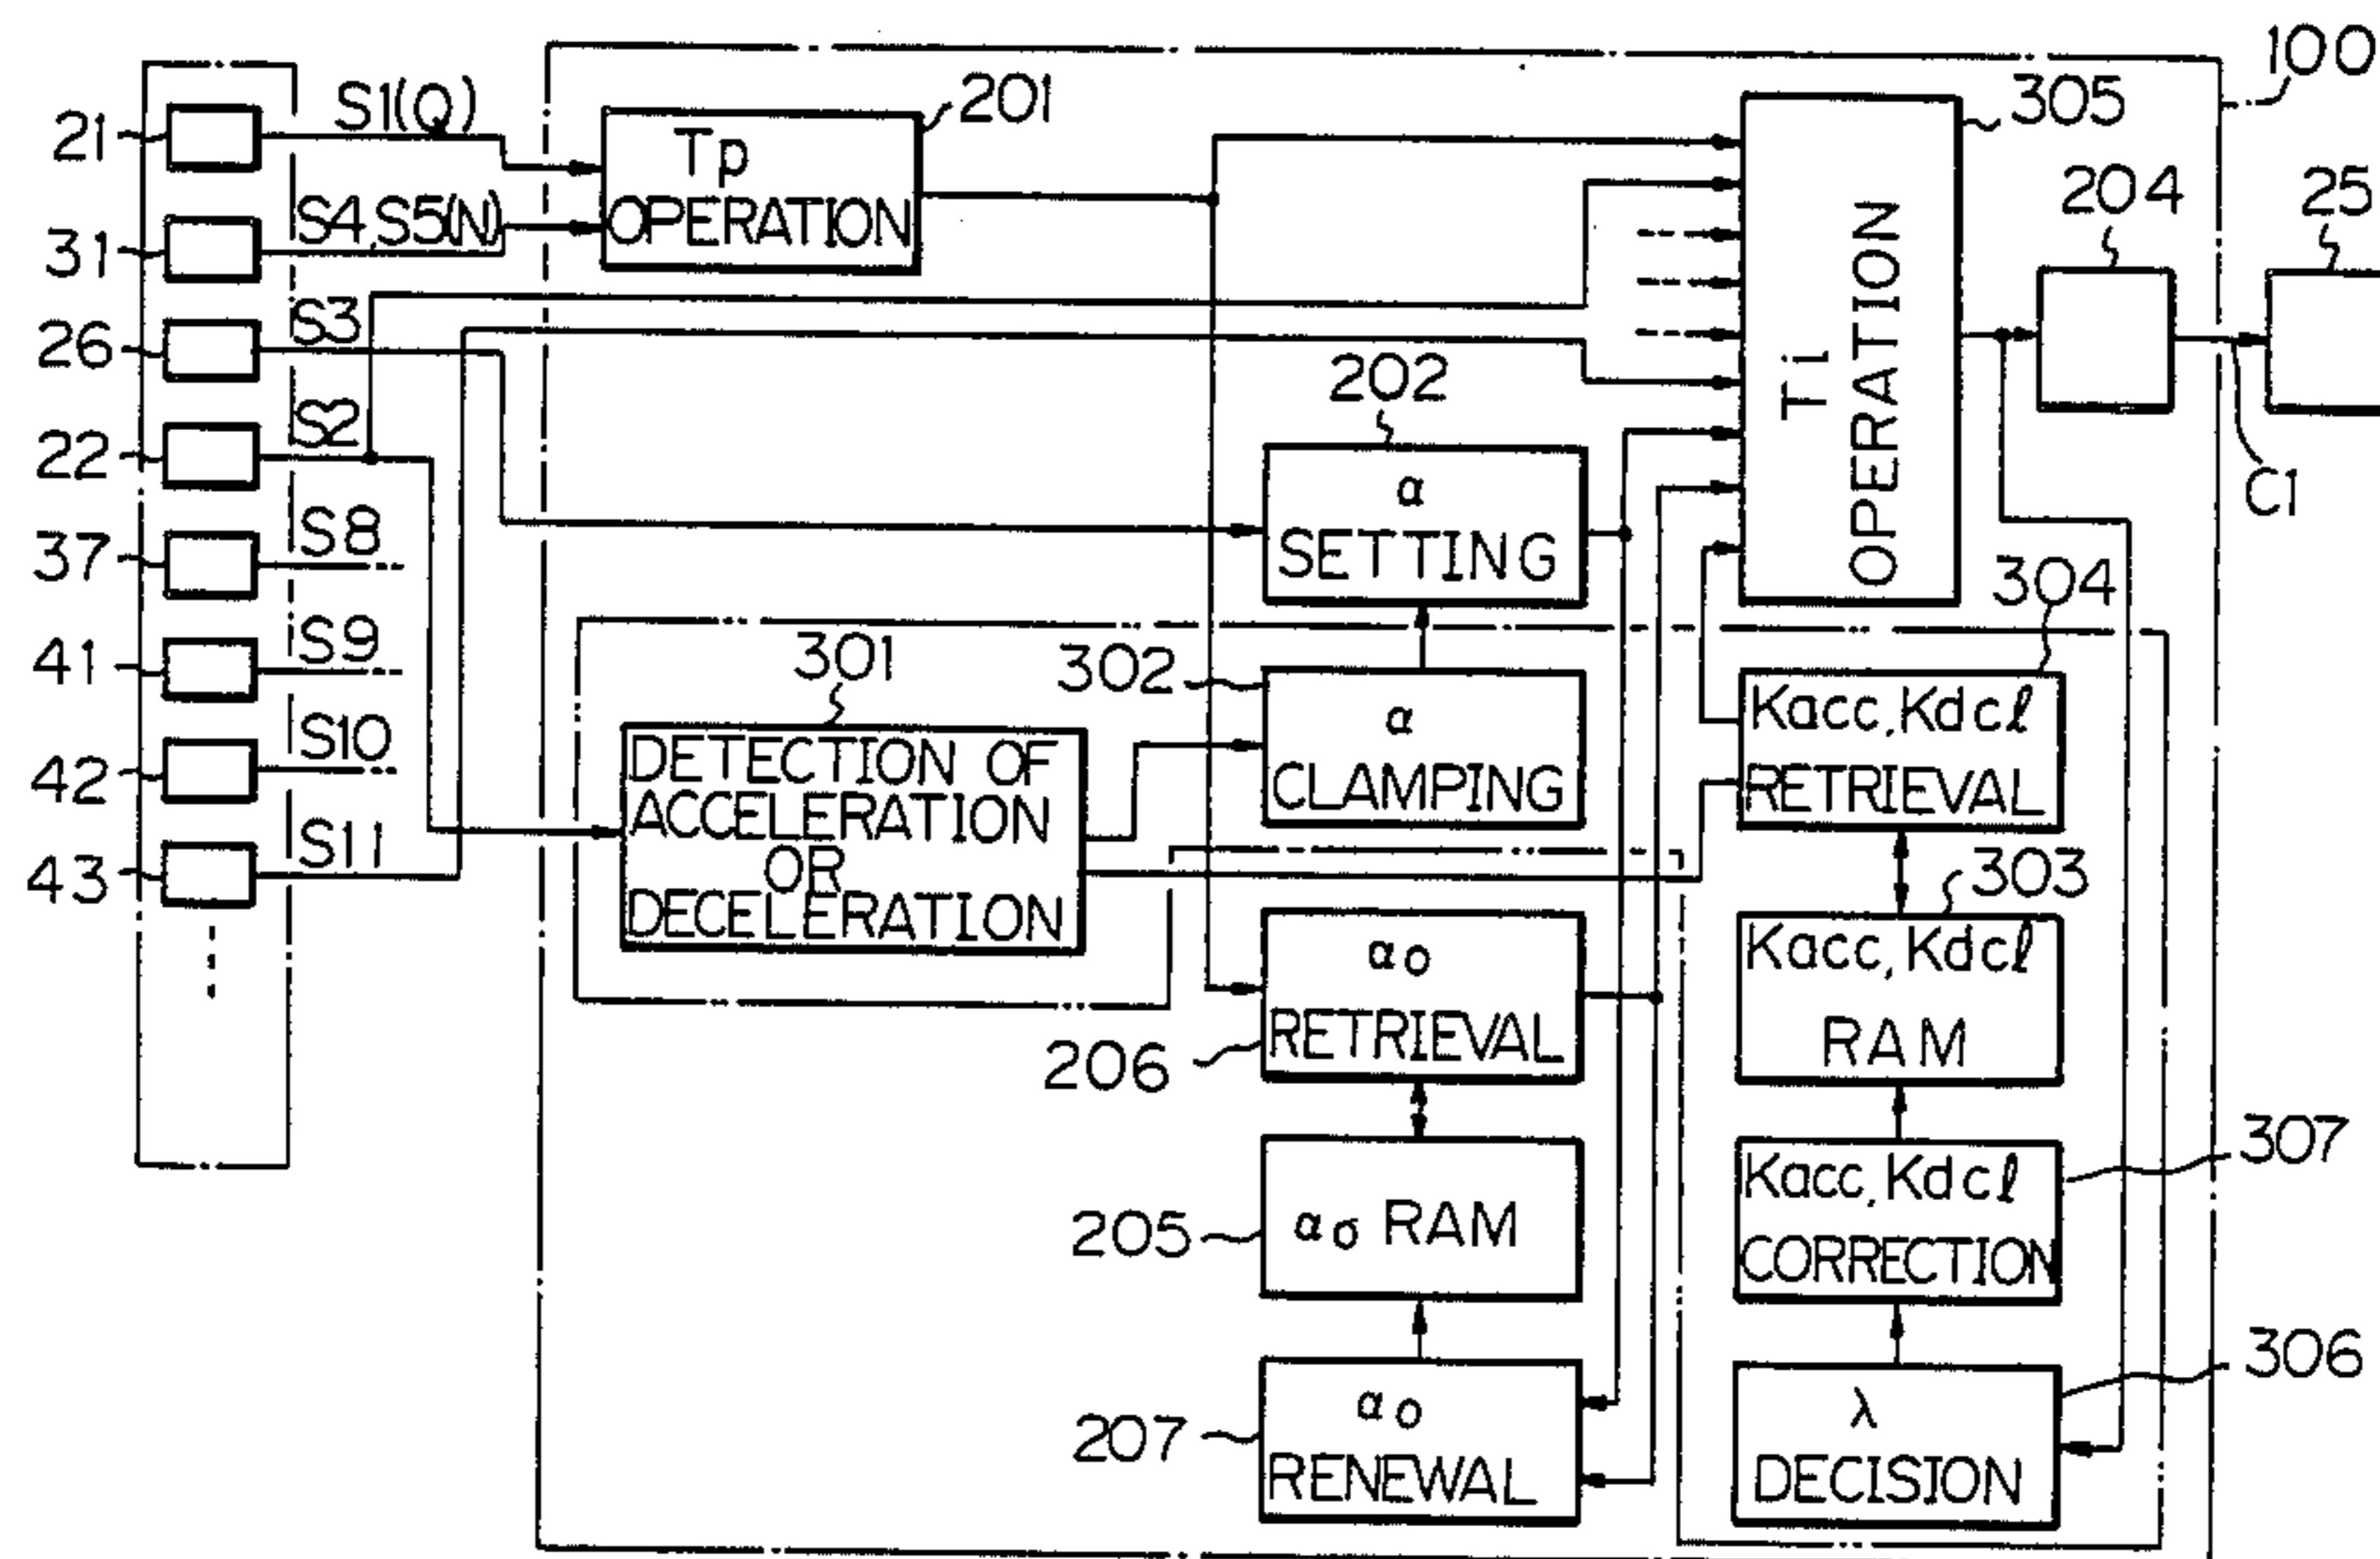 100
21
S1(Q)
Tp
OPERATION
201
305
31
S4,S5(N)
204
25
26
S3
Ti
OPERATION
202
22
S2
α
SETTING
C1
37
S8
304
41
S9
301
302
α
CLAMPING
Kacc,Kdcl
RETRIEVAL
42
S10
DETECTION OF
ACCELERATION
OR
DECELERATION
43
S11
303
Kacc,Kdcl
RAM
αo
RETRIEVAL
206
307
Kacc,Kdcl
CORRECTION
205
αo RAM
306
λ
DECISION
207
αo
RENEWAL